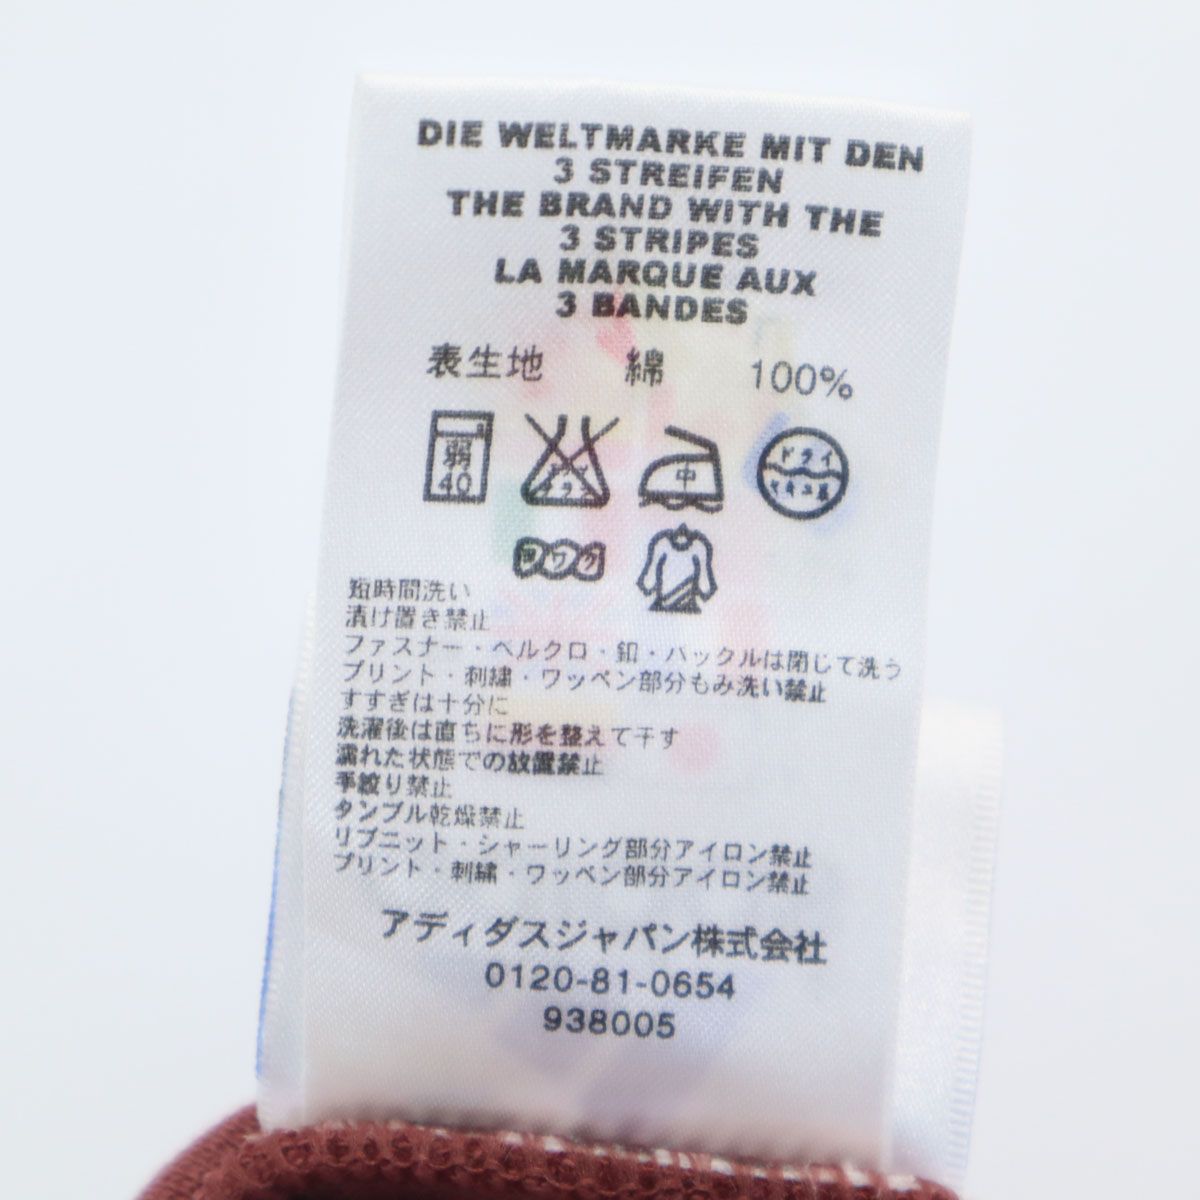 DIE WELTMARKE MIT DEN
3 STREIFEN
THE BRAND WITH THE
3 STRIPES
LA MARQUE AUX
3 BANDES
表生地 綿 100%
弱 40 中 ドライ
ヨワク
短時間洗い
漬け置き禁止
ファスナー・ベルクロ・釦・バックルは閉じて洗う
プリント・刺繍・ワッペン部分もみ洗い禁止
すすぎは十分に
洗濯後は直ちに形を整えて干す
濡れた状態での放置禁止
手絞り禁止
タンブル乾燥禁止
リブニット・シャーリング部分アイロン禁止
プリント・刺繍・ワッペン部分アイロン禁止
アディダスジャパン株式会社
0120-81-0654
938005